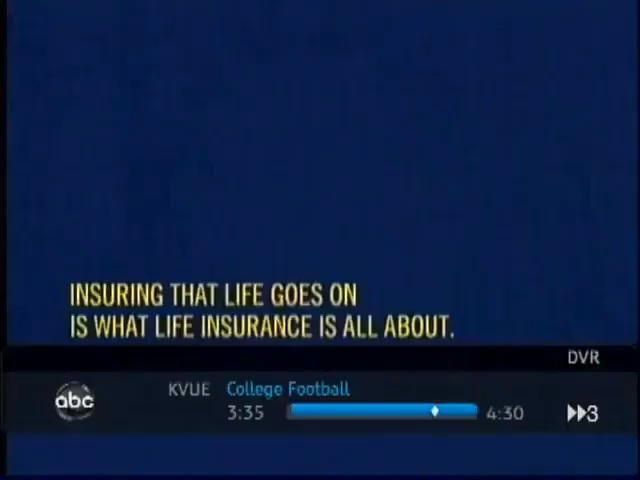 INSURING THAT LIFE GOES ON
IS WHAT LIFE INSURANCE IS ALL ABOUT.
DVR
abc KVUE College Football
3:35 4:30 3